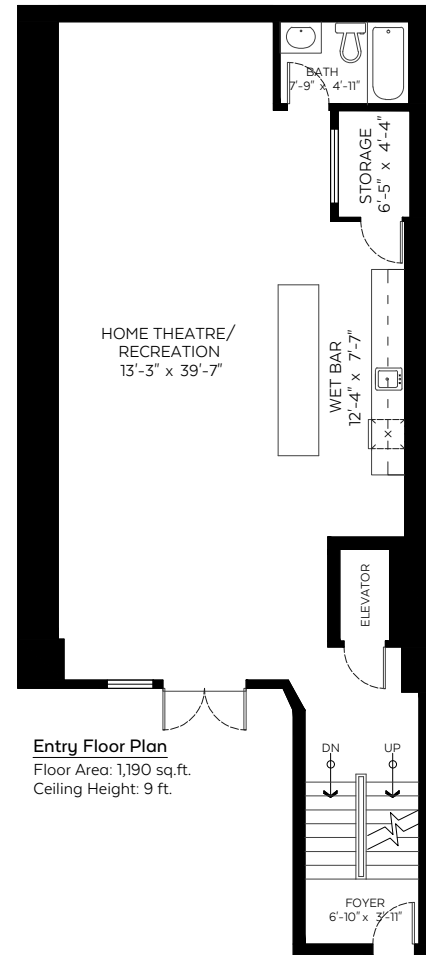 BATH
7'-9" x 4'-11"
STORAGE
6'-5" x 4'-4"
HOME THEATRE/
RECREATION
13'-3" x 39'-7"
WET BAR
12'-4" x 7'-7"
ELEVATOR
Entry Floor Plan
Floor Area: 1,190 sq.ft.
Ceiling Height: 9 ft.
DN UP
FOYER
6'-10" x 3'-11"